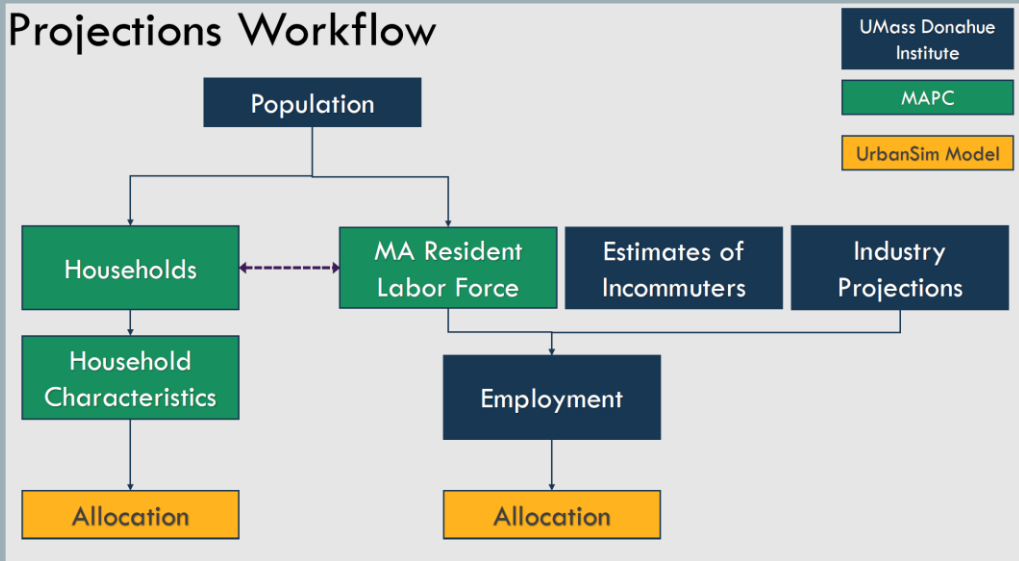 Projections Workflow
UMass Donahue
Institute
MAPC
UrbanSim Model
Population
Households
MA Resident
Labor Force
Estimates of
Incommuters
Industry
Projections
Household
Characteristics
Employment
Allocation
Allocation